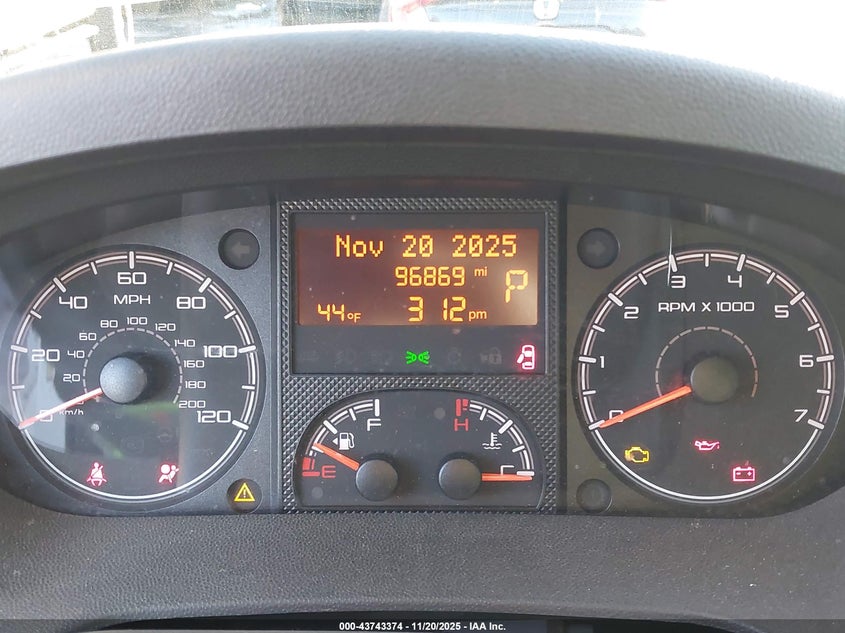 Nov 20 2025
96869 mi
P
44°F 3 12 pm
0 20 40 60 80 100 120
MPH
20 40 60 80 100 120 140 160 180 200
km/h
F
E
H
C
0 1 2 3 4 5 6 7
RPM X 1000
000-43743374 - 11/20/2025 - IAA Inc.